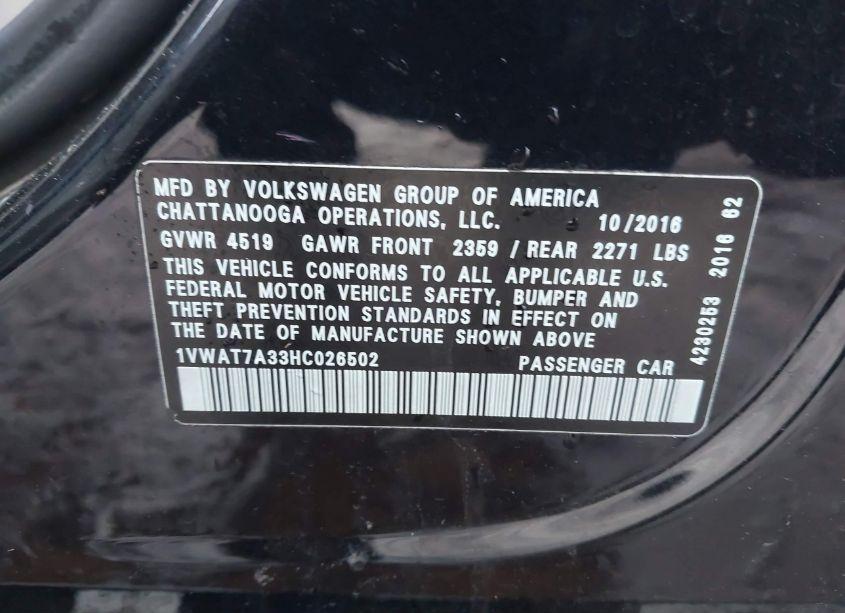 MFD BY VOLKSWAGEN GROUP OF AMERICA
CHATTANOOGA OPERATIONS, LLC. 10/2016
GVWR 4519 GAWR FRONT 2359 / REAR 2271 LBS
THIS VEHICLE CONFORMS TO ALL APPLICABLE U.S.
FEDERAL MOTOR VEHICLE SAFETY, BUMPER AND
THEFT PREVENTION STANDARDS IN EFFECT ON
THE DATE OF MANUFACTURE SHOWN ABOVE
1VWAT7A33HC026502 PASSENGER CAR
4230253 2016 62